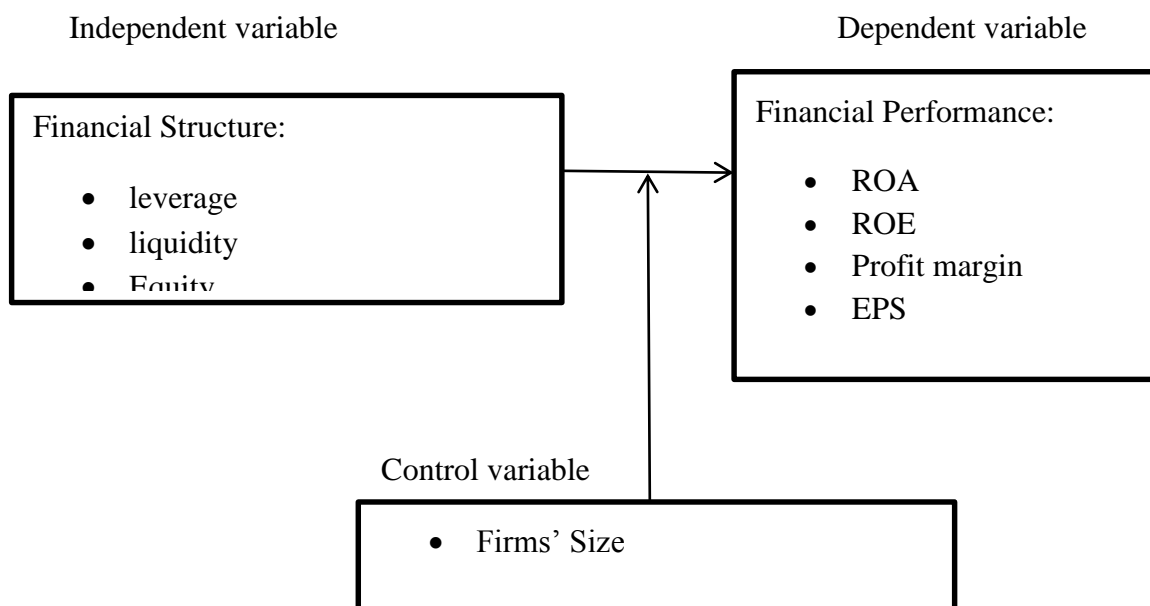 Independent variable
Dependent variable
Financial Structure:
• leverage
• liquidity
• Equity
Financial Performance:
• ROA
• ROE
• Profit margin
• EPS
Control variable
• Firms’ Size